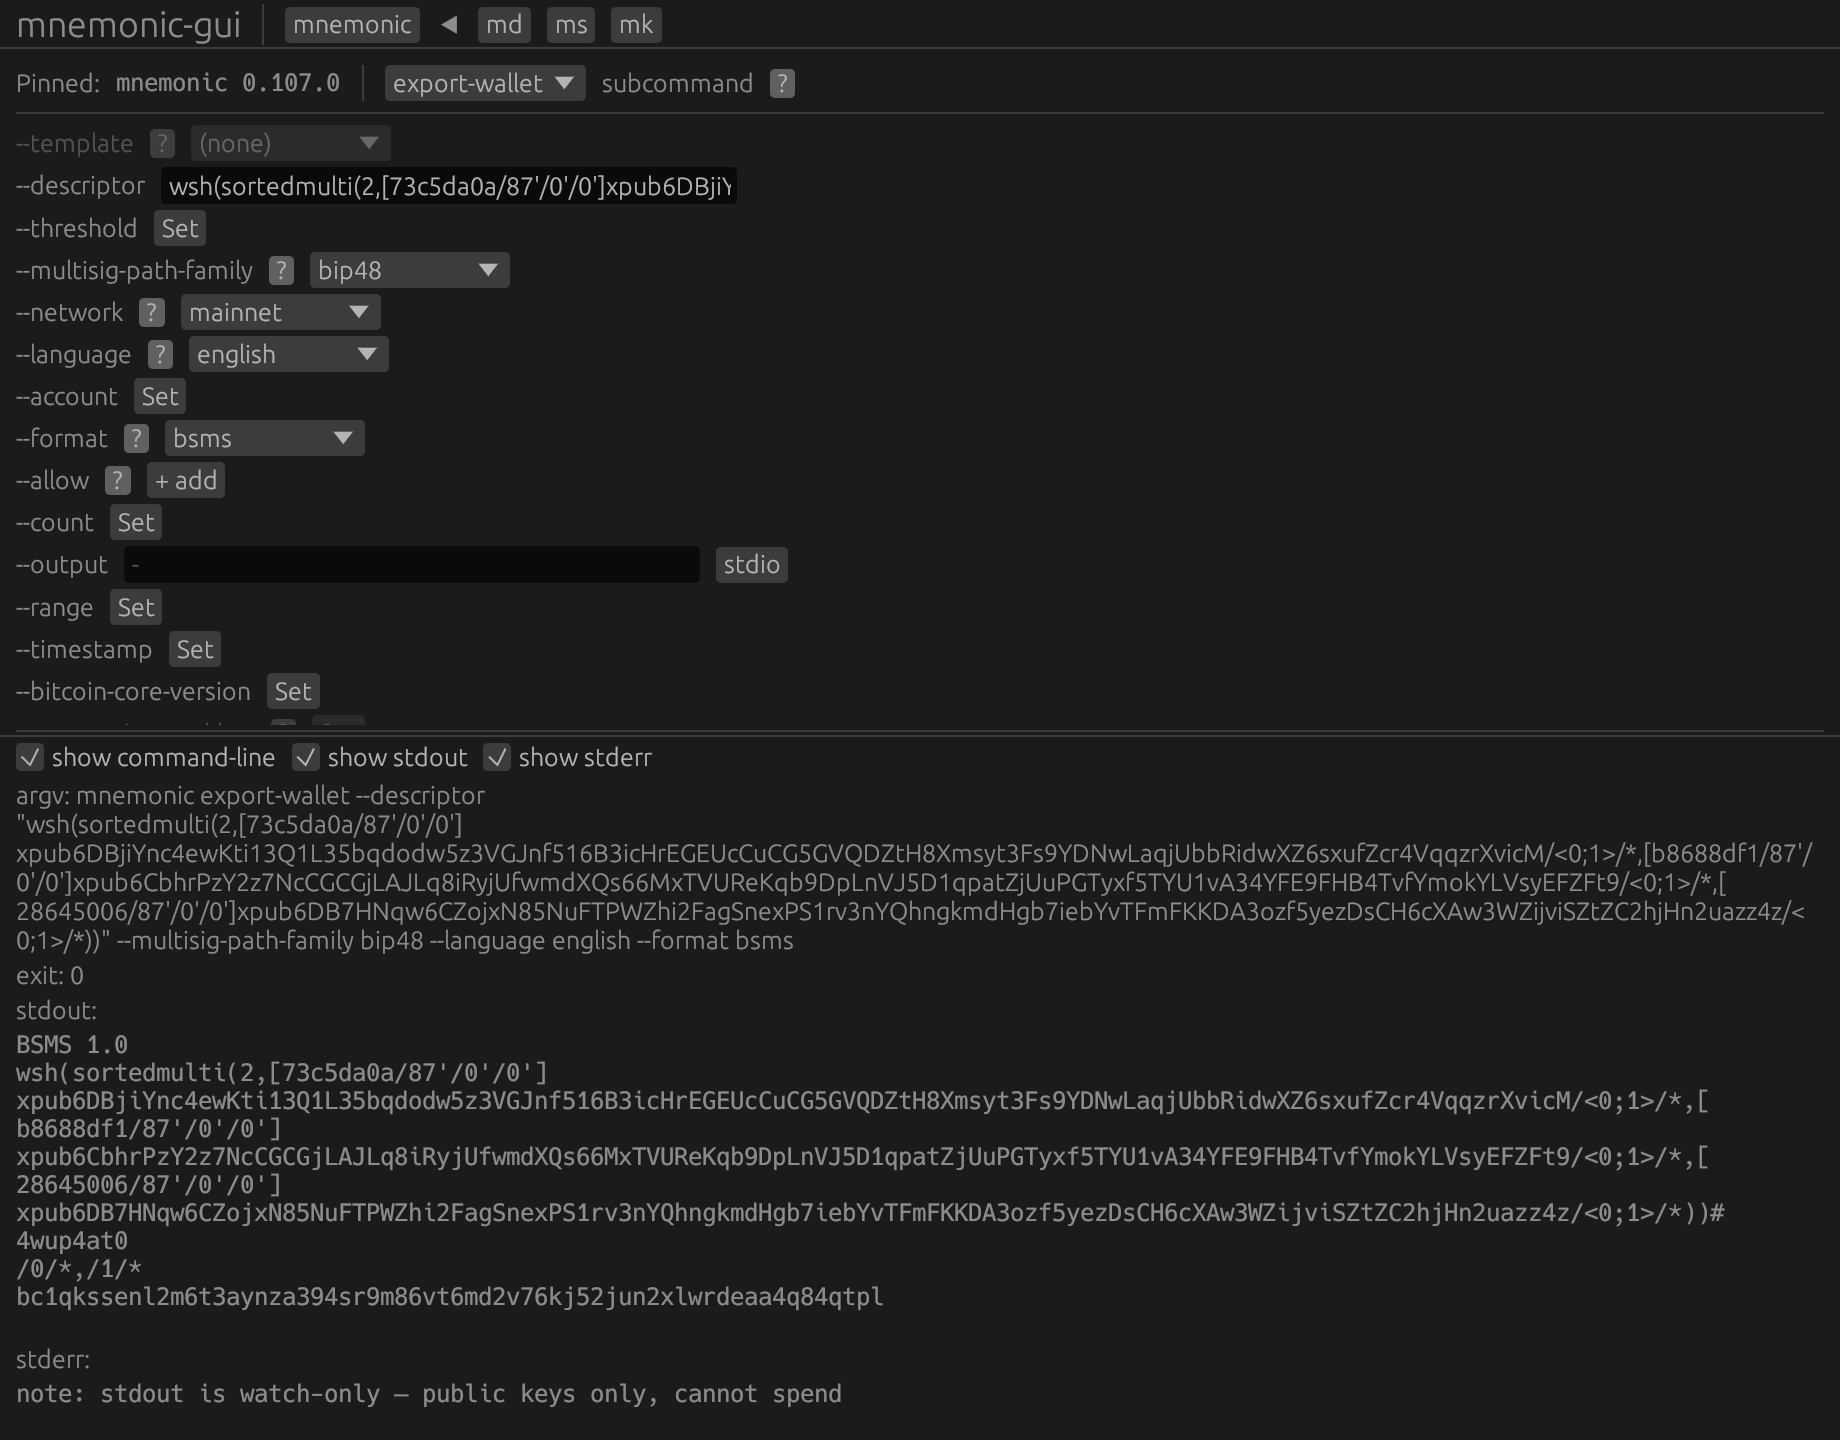 mnemonic-gui mnemonic ◀ md ms mk
Pinned: mnemonic 0.107.0 export-wallet ▼ subcommand ?
--template ? (none) ▼
--descriptor wsh(sortedmulti(2,[73c5da0a/87'/0'/0']xpub6DBjiY
--threshold Set
--multisig-path-family ? bip48 ▼
--network ? mainnet ▼
--language ? english ▼
--account Set
--format ? bsms ▼
--allow ? + add
--count Set
--output - stdio
--range Set
--timestamp Set
--bitcoin-core-version Set
show command-line show stdout show stderr
argv: mnemonic export-wallet --descriptor
"wsh(sortedmulti(2,[73c5da0a/87'/0'/0']
xpub6DBjiYnc4ewKti13Q1L35bqdodw5z3VGJnf516B3icHrEGEUcCuCG5GVQDZtH8Xmsyt3Fs9YDNwLaqjUbbRidwXZ6sxufZcr4VqqzrXvicM/<0;1>/*,[b8688df1/87'/
0'/0']xpub6CbhrPzY2z7NcCGCGjLAJLq8iRyjUfwmdXQs66MxTVUReKqb9DpLnVJ5D1qpatZjUuPGTyxf5TYU1vA34YFE9FHB4TvfYmokYLVsyEFZFt9/<0;1>/*,[
28645006/87'/0'/0']xpub6DB7HNqw6CZojxN85NuFTPWZhi2FagSnexPS1rv3nYQhngkmdHgb7iebYvTFmFKKDA3ozf5yezDsCH6cXAw3WZijviSZtZC2hjHn2uazz4z/<
0;1>/*))" --multisig-path-family bip48 --language english --format bsms
exit: 0
stdout:
BSMS 1.0
wsh(sortedmulti(2,[73c5da0a/87'/0'/0']
xpub6DBjiYnc4ewKti13Q1L35bqdodw5z3VGJnf516B3icHrEGEUcCuCG5GVQDZtH8Xmsyt3Fs9YDNwLaqjUbbRidwXZ6sxufZcr4VqqzrXvicM/<0;1>/*,[
b8688df1/87'/0'/0']
xpub6CbhrPzY2z7NcCGCGjLAJLq8iRyjUfwmdXQs66MxTVUReKqb9DpLnVJ5D1qpatZjUuPGTyxf5TYU1vA34YFE9FHB4TvfYmokYLVsyEFZFt9/<0;1>/*,[
28645006/87'/0'/0']
xpub6DB7HNqw6CZojxN85NuFTPWZhi2FagSnexPS1rv3nYQhngkmdHgb7iebYvTFmFKKDA3ozf5yezDsCH6cXAw3WZijviSZtZC2hjHn2uazz4z/<0;1>/*))#
4wup4at0
/0/*,/1/*
bc1qkssenl2m6t3aynza394sr9m86vt6md2v76kj52jun2xlwrdeaa4q84qtpl
stderr:
note: stdout is watch-only — public keys only, cannot spend